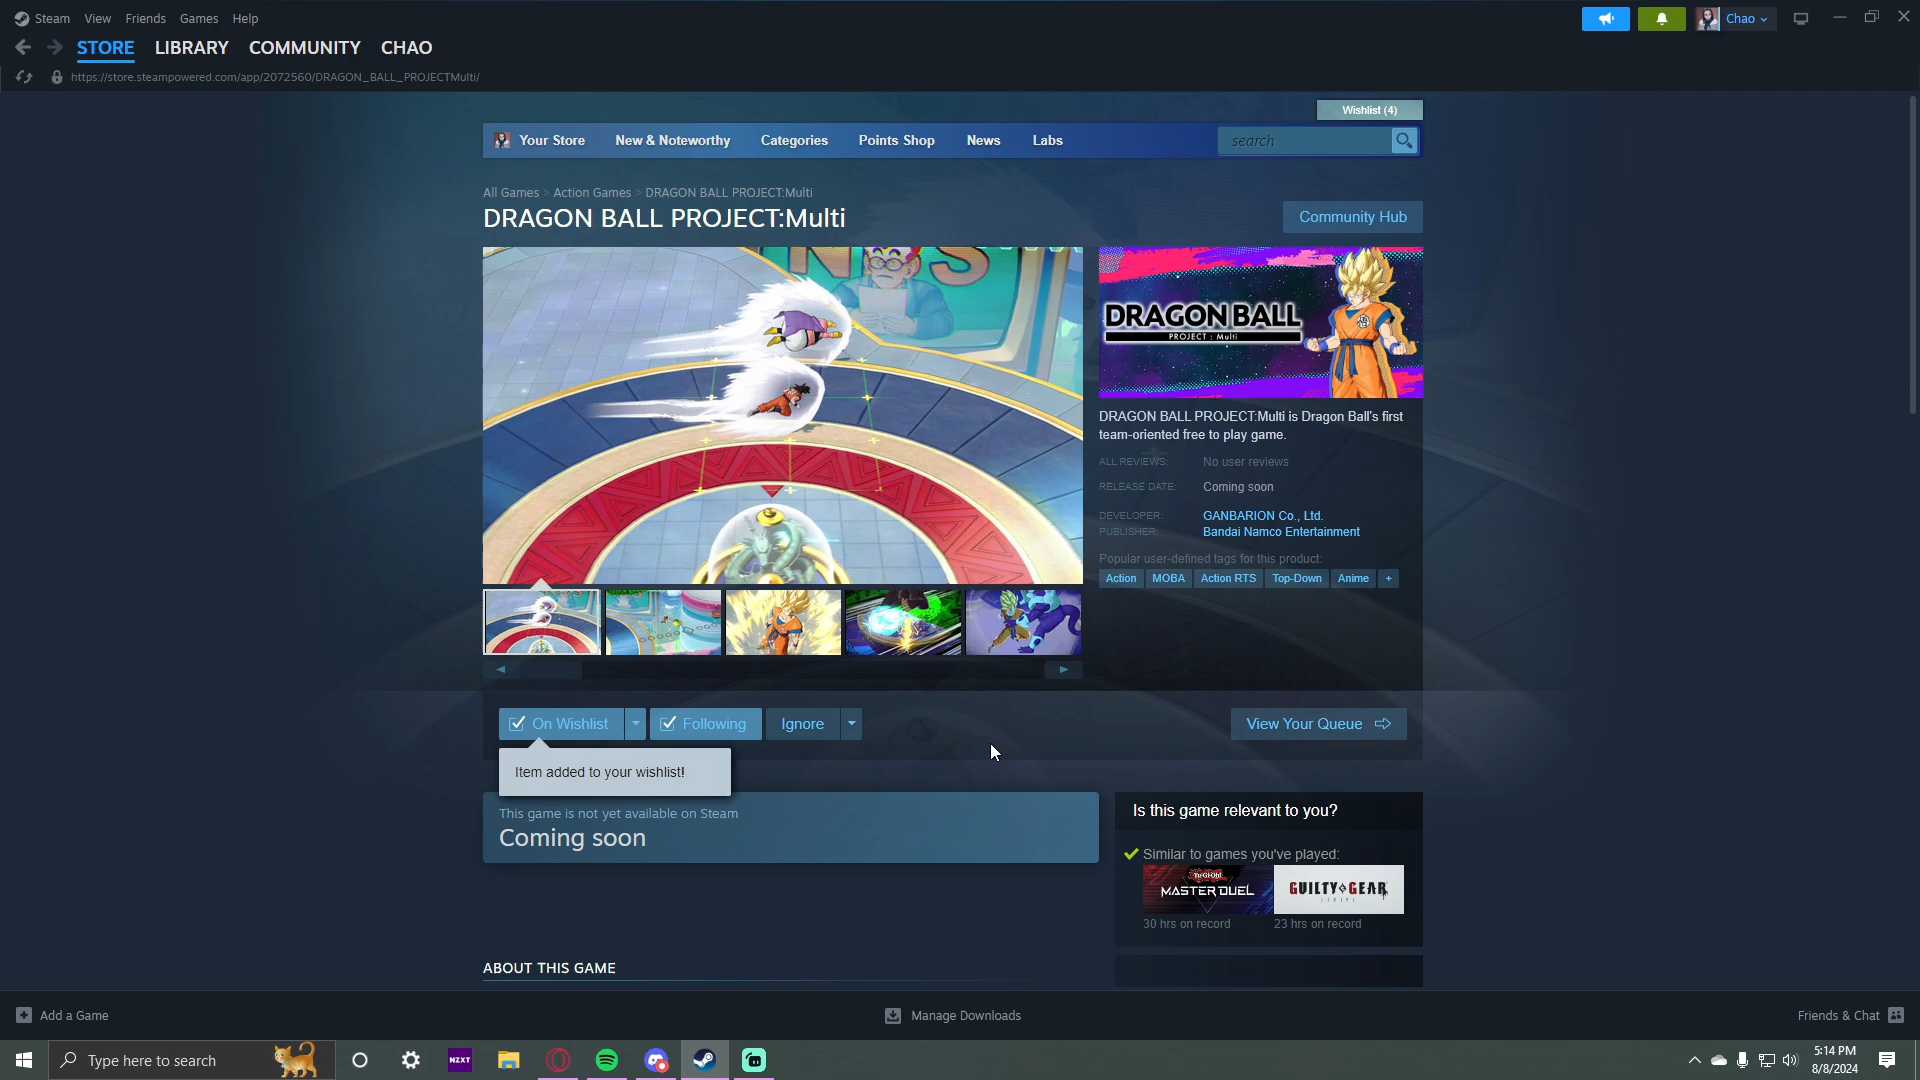 Steam View Friends Games Help
Chao
STORE LIBRARY COMMUNITY CHAO
https://store.steampowered.com/app/2072560/DRAGON_BALL_PROJECTMulti/
Wishlist (4)
Your Store New & Noteworthy Categories Points Shop News Labs
search
All Games > Action Games > DRAGON BALL PROJECT:Multi
DRAGON BALL PROJECT:Multi
Community Hub
DRAGONBALL
PROJECT : Multi
DRAGON BALL PROJECT:Multi is Dragon Ball's first
team-oriented free to play game.
ALL REVIEWS: No user reviews
RELEASE DATE: Coming soon
DEVELOPER: GANBARION Co., Ltd.
PUBLISHER: Bandai Namco Entertainment
Popular user-defined tags for this product:
Action MOBA Action RTS Top-Down Anime +
On Wishlist Following Ignore
View Your Queue
Item added to your wishlist!
This game is not yet available on Steam
Coming soon
Is this game relevant to you?
Similar to games you've played:
Yu-Gi-Oh!
MASTER DUEL
GUILTY GEAR
30 hrs on record 23 hrs on record
ABOUT THIS GAME
Add a Game
Manage Downloads
Friends & Chat
Type here to search
NZXT
5:14 PM
8/8/2024